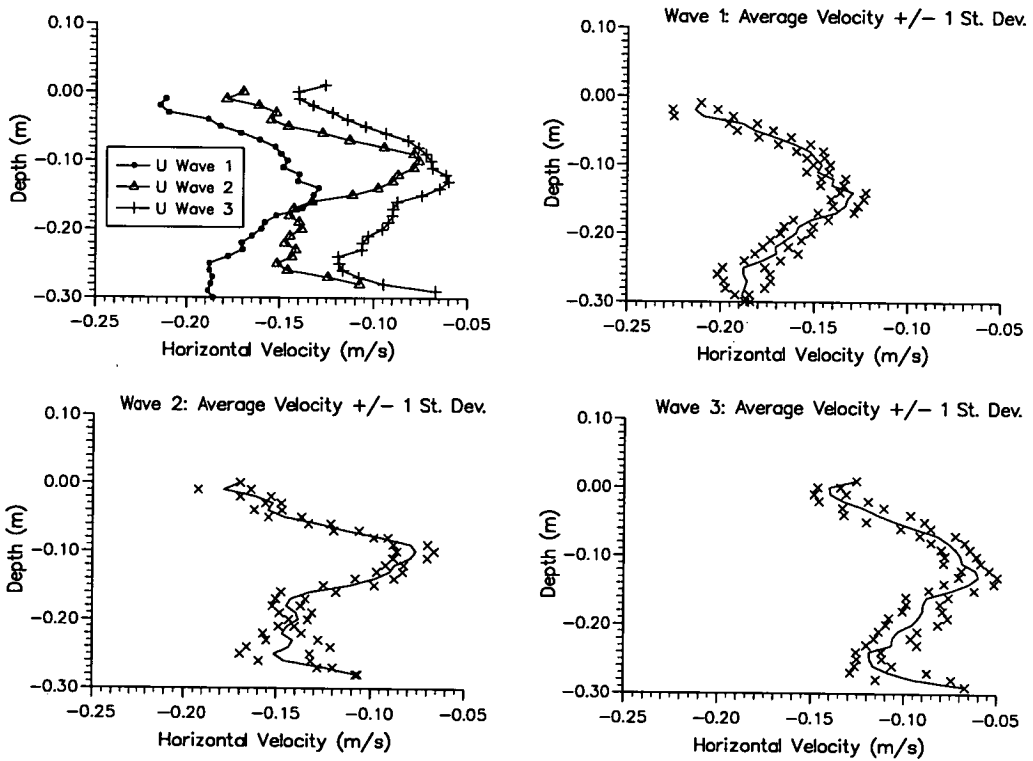 0.10
0.00
−0.10
−0.20
−0.30
Depth (m)
U Wave 1
U Wave 2
U Wave 3
−0.25
−0.20
−0.15
−0.10
−0.05
Horizontal Velocity (m/s)
Wave 1: Average Velocity +/− 1 St. Dev.
0.10
0.00
−0.10
−0.20
−0.30
Depth (m)
−0.25
−0.20
−0.15
−0.10
−0.05
Horizontal Velocity (m/s)
Wave 2: Average Velocity +/− 1 St. Dev.
0.10
0.00
−0.10
−0.20
−0.30
Depth (m)
−0.25
−0.20
−0.15
−0.10
−0.05
Horizontal Velocity (m/s)
Wave 3: Average Velocity +/− 1 St. Dev.
0.10
0.00
−0.10
−0.20
−0.30
Depth (m)
−0.25
−0.20
−0.15
−0.10
−0.05
Horizontal Velocity (m/s)